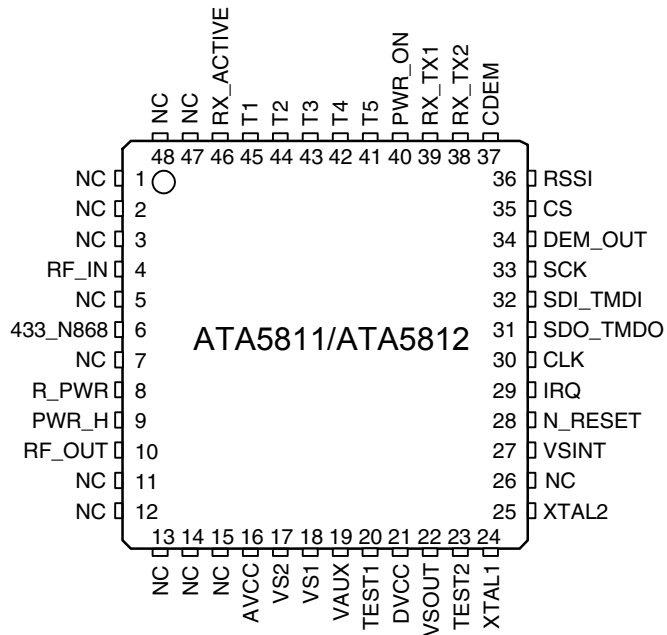 NC
NC
RX_ACTIVE
T1
T2
T3
T4
T5
PWR_ON
RX_TX1
RX_TX2
CDEM
48 47 46 45 44 43 42 41 40 39 38 37
NC 1
NC 2
NC 3
RF_IN 4
NC 5
433_N868 6
NC 7
R_PWR 8
PWR_H 9
RF_OUT 10
NC 11
NC 12
ATA5811/ATA5812
36 RSSI
35 CS
34 DEM_OUT
33 SCK
32 SDI_TMDI
31 SDO_TMDO
30 CLK
29 IRQ
28 N_RESET
27 VSINT
26 NC
25 XTAL2
13 14 15 16 17 18 19 20 21 22 23 24
NC
NC
NC
AVCC
VS2
VS1
VAUX
TEST1
DVCC
VSOUT
TEST2
XTAL1